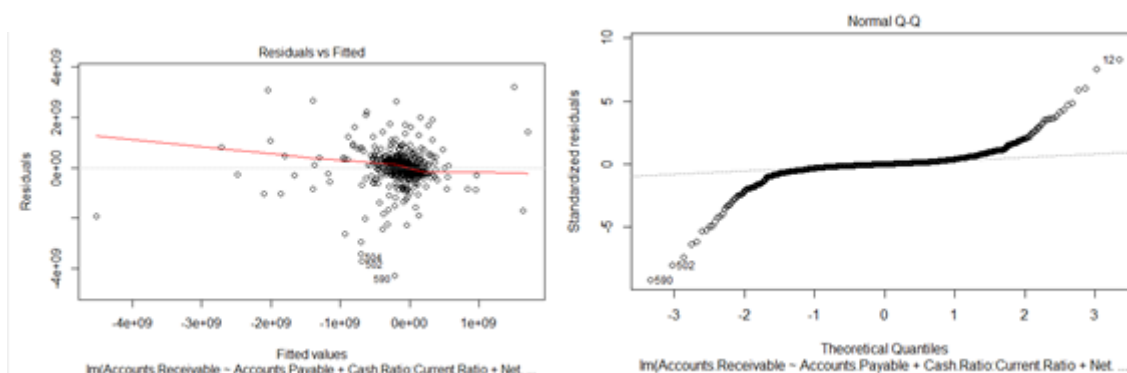 Residuals vs Fitted
Residuals
4e+09
2e+09
0e+00
-4e+09
504
502
590
-4e+09 -3e+09 -2e+09 -1e+09 0e+00 1e+09
Fitted values
lm(Accounts.Receivable ~ Accounts.Payable + Cash.Ratio:Current.Ratio + Net. ...
Normal Q-Q
Standardized residuals
10
5
0
-5
12
502
590
-3 -2 -1 0 1 2 3
Theoretical Quantiles
lm(Accounts.Receivable ~ Accounts.Payable + Cash.Ratio:Current.Ratio + Net. ...